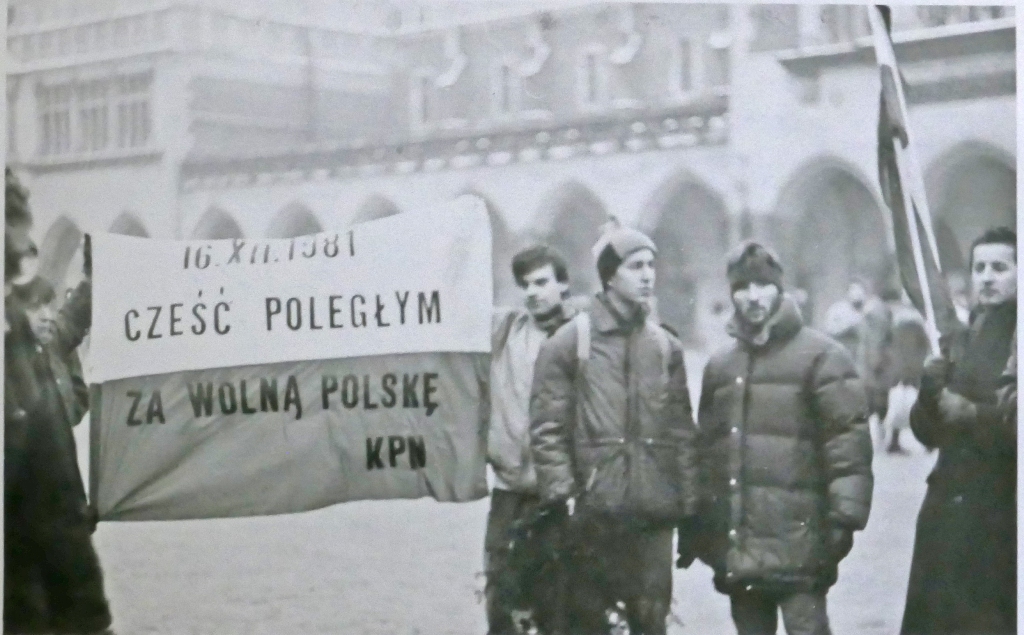 16.XII.1981
CZEŚĆ POLEGŁYM
ZA WOLNĄ POLSKĘ
KPN